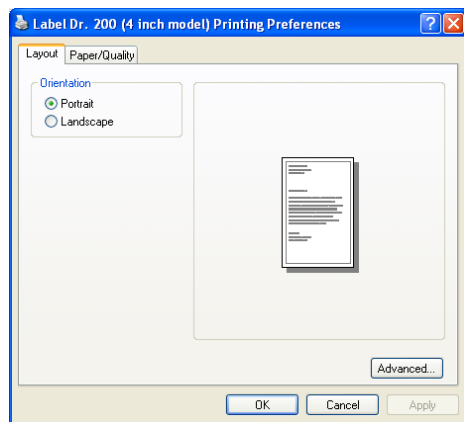 Label Dr. 200 (4 inch model) Printing Preferences
Layout Paper/Quality
Orientation
Portrait
Landscape
Advanced...
OK Cancel Apply